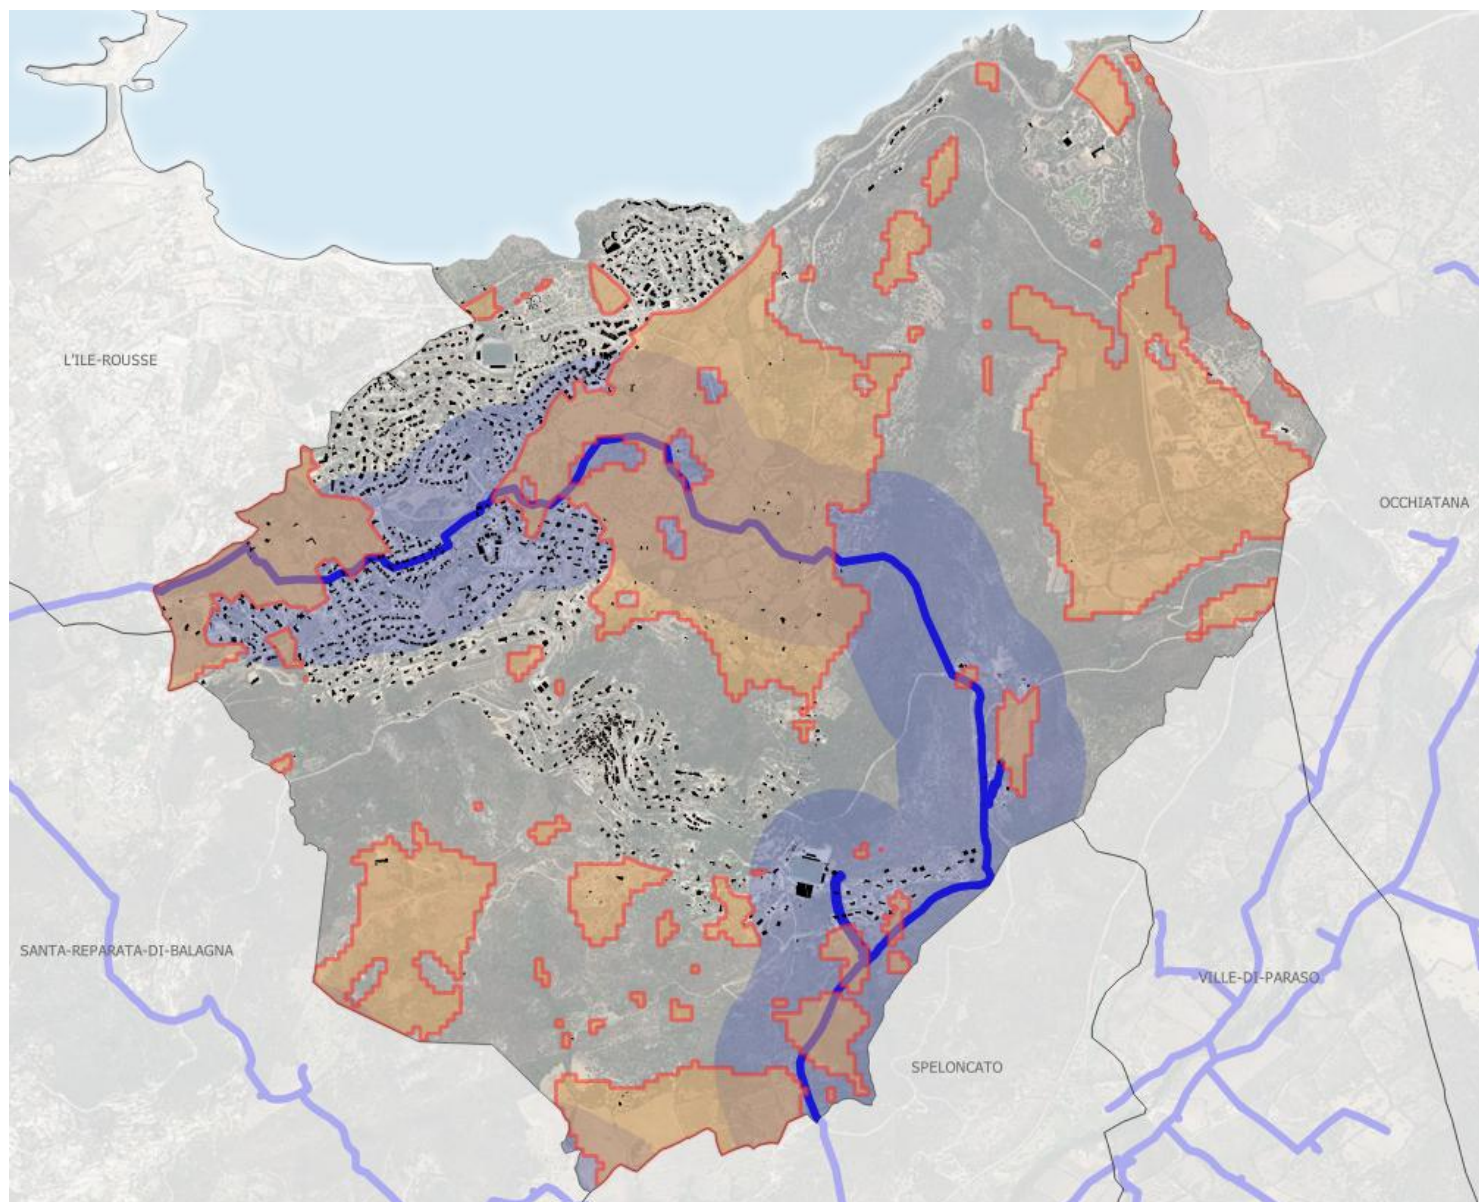 L'ILE-ROUSSE
OCCHIATANA
SANTA-REPARATA-DI-BALAGNA
VILLE-DI-PARASO
SPELONCATO